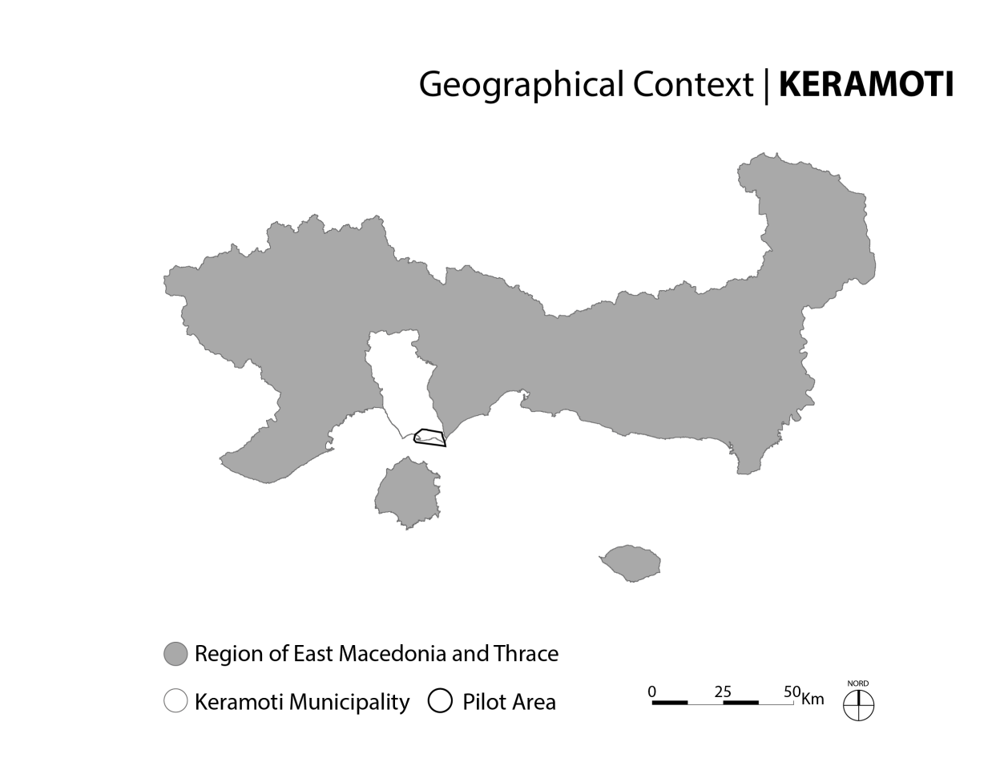 Geographical Context | KERAMOTI
Region of East Macedonia and Thrace
Keramoti Municipality
Pilot Area
0 25 50 Km
NORD